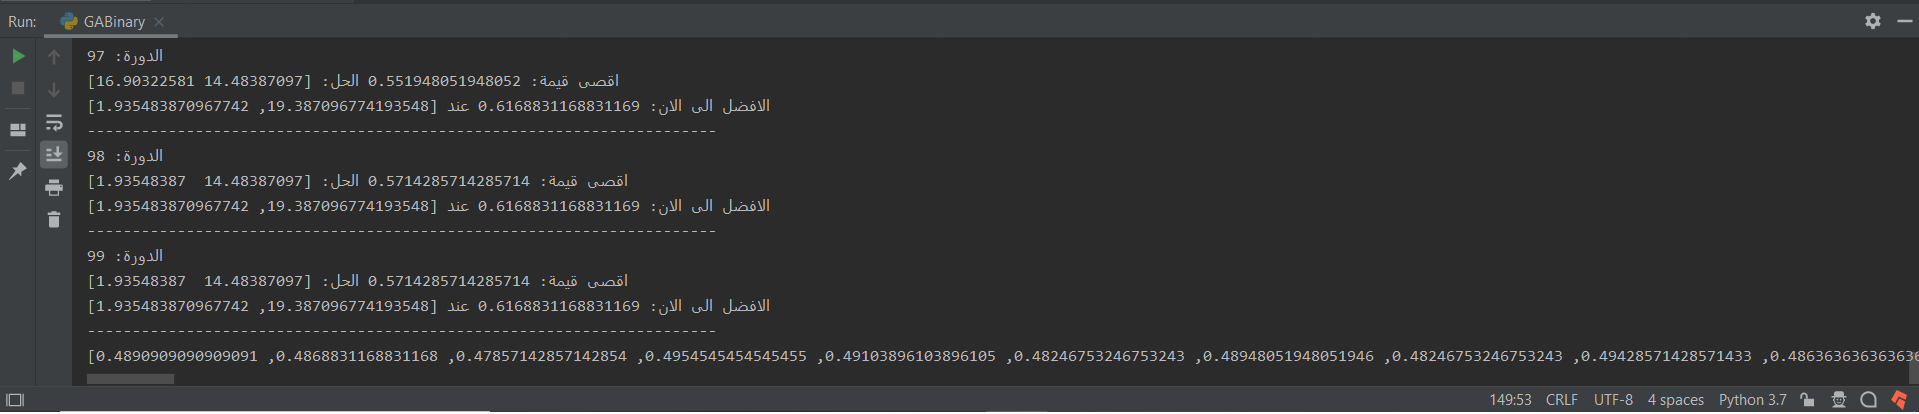 Run: GABinary
الدورة: 97
اقصى قيمة: 0.551948051948052 الحل: [14.48387097 16.90322581]
الافضل الى الان: 0.6168831168831169 عند [19.387096774193548, 1.935483870967742]
----------------------------------------------------------------------
الدورة: 98
اقصى قيمة: 0.5714285714285714 الحل: [14.48387097  1.93548387]
الافضل الى الان: 0.6168831168831169 عند [19.387096774193548, 1.935483870967742]
----------------------------------------------------------------------
الدورة: 99
اقصى قيمة: 0.5714285714285714 الحل: [14.48387097  1.93548387]
الافضل الى الان: 0.6168831168831169 عند [19.387096774193548, 1.935483870967742]
----------------------------------------------------------------------
[0.4890909090909091, 0.4868831168831168, 0.47857142857142854, 0.4954545454545455, 0.49103896103896105, 0.48246753246753243, 0.48948051948051946, 0.48246753246753243, 0.49428571428571433,
149:53 CRLF UTF-8 4 spaces Python 3.7